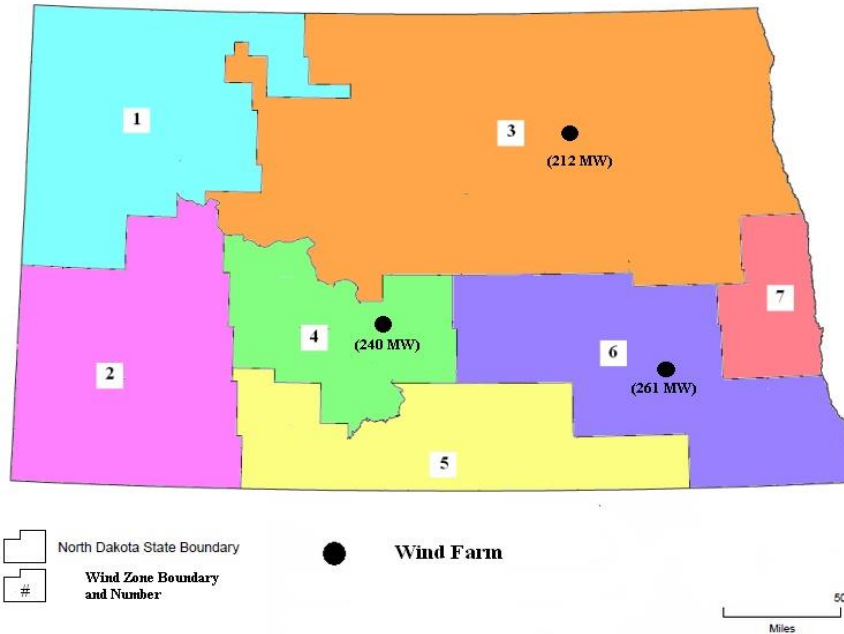 1
3
(212 MW)
7
4
(240 MW)
6
(261 MW)
2
5
North Dakota State Boundary
Wind Farm
#
Wind Zone Boundary
and Number
50
Miles